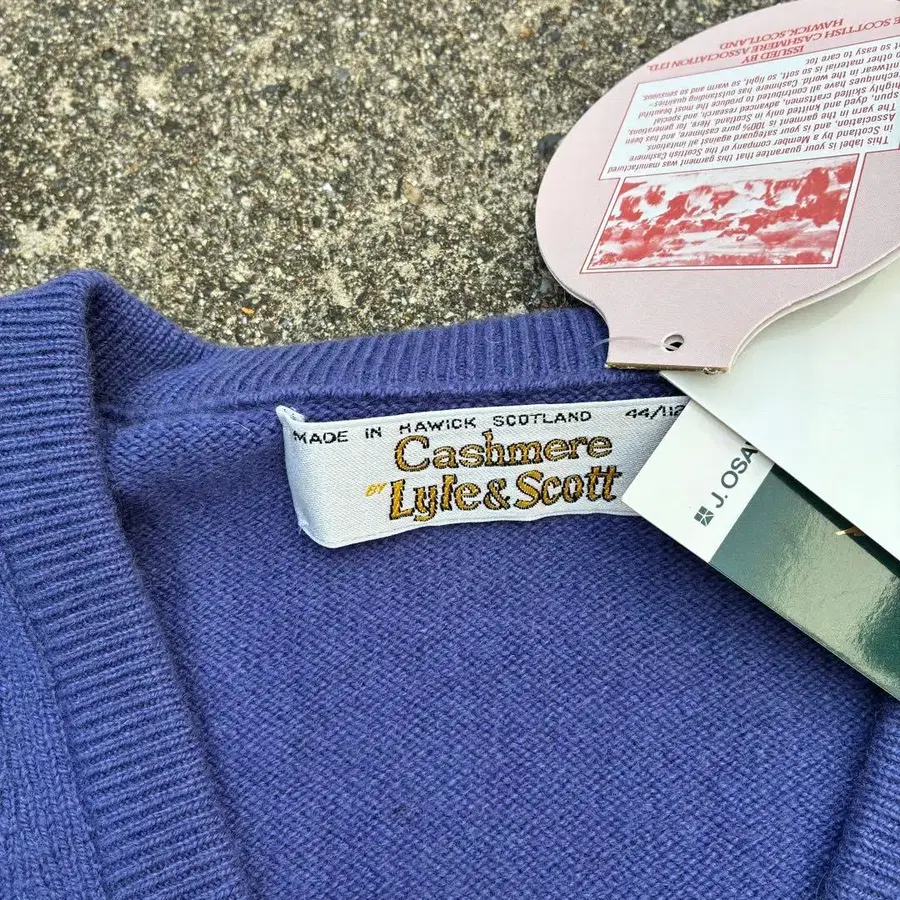 MADE IN HAWICK SCOTLAND 44/112
Cashmere
BY Lyle&Scott
J. OSA
This label is your guarantee that this garment was manufactured
in Scotland by a Member company of the Scottish Cashmere
Association, and is your safeguard against all imitations.
The yarn in the garment is 100% pure cashmere, and has been
spun, dyed and knitted only in Scotland. Here, for generations,
highly skilled craftsmen, advanced research and special
techniques have all contributed to produce the most beautiful
knitwear in the world. Cashmere has outstanding qualities–
other material is so soft, so light, so warm and so sensuous
so easy to care for.
ISSUED BY
E SCOTTISH CASHMERE ASSOCIATION LTD.
HAWICK, SCOTLAND